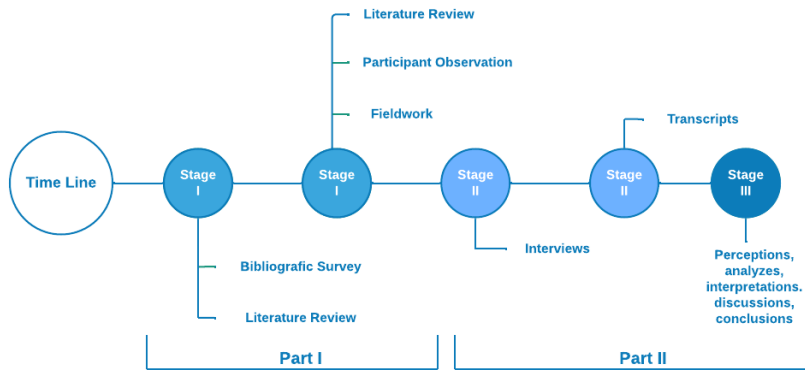 Literature Review
Participant Observation
Fieldwork
Transcripts
Time Line
Stage
I
Stage
I
Stage
II
Stage
II
Stage
III
Interviews
Bibliografic Survey
Literature Review
Perceptions,
analyzes,
interpretations.
discussions,
conclusions
Part I
Part II